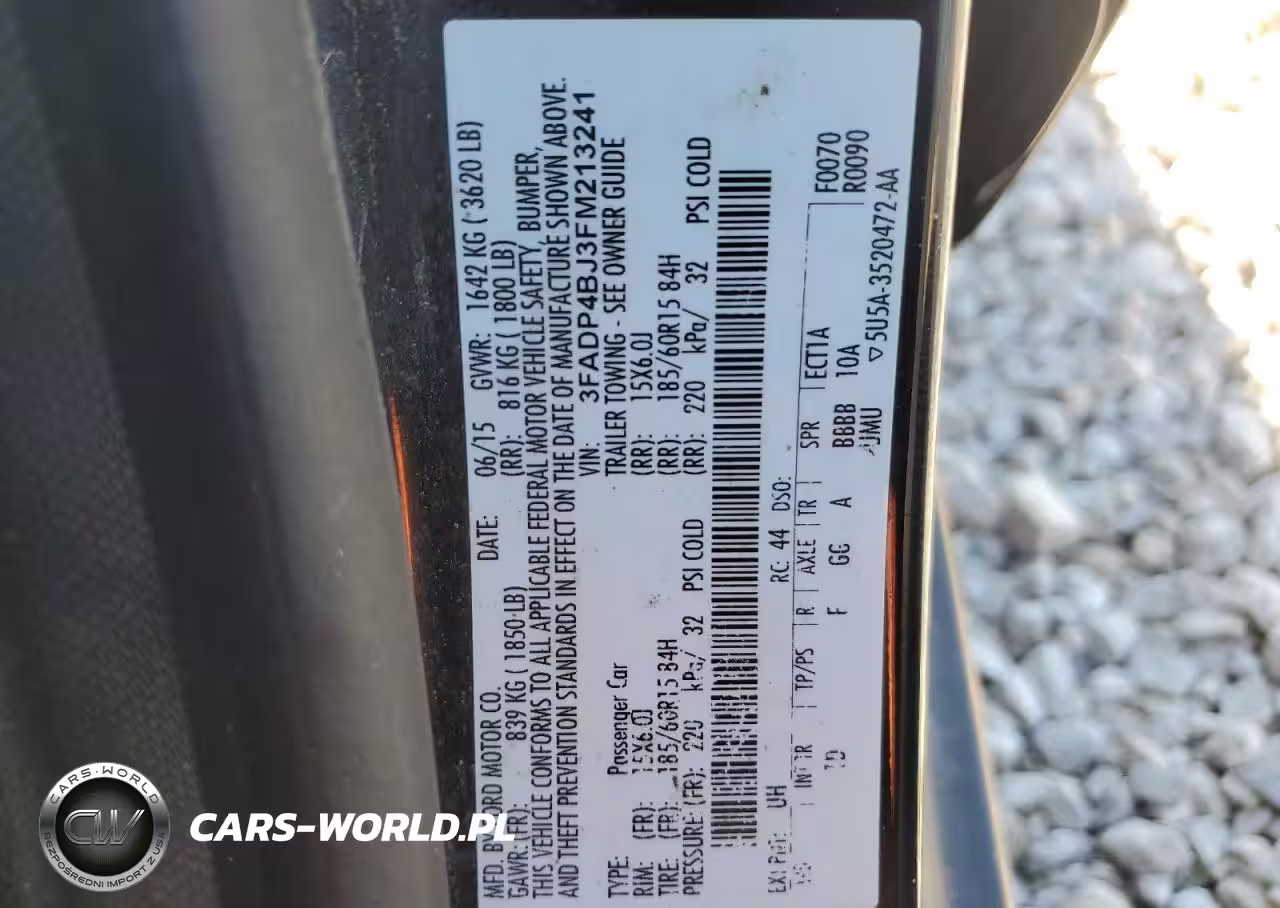 MFD. BY FORD MOTOR CO.
DATE: 06/15 GVWR: 1642 KG ( 3620 LB)
GAWR:(FR): 839 KG ( 1850 LB) (RR): 816 KG ( 1800 LB)
THIS VEHICLE CONFORMS TO ALL APPLICABLE FEDERAL MOTOR VEHICLE SAFETY, BUMPER,
AND THEFT PREVENTION STANDARDS IN EFFECT ON THE DATE OF MANUFACTURE SHOWN ABOVE.
VIN: 3FADP4BJ3FM213241
TYPE: Passenger Car TRAILER TOWING - SEE OWNER GUIDE
RIM: (FR): 15X6.0J (RR): 15X6.0J
TIRE: (FR): 185/60R15 84H (RR): 185/60R15 84H
PRESSURE:(FR): 220 kPa/ 32 PSI COLD (RR): 220 kPa/ 32 PSI COLD
UH RC: 44 DSO:
INT TR TP/PS R AXLE TR SPR ECT1A F0070
F GG A BBBB 10A R0090
UMU ▽5U5A-3520472-AA
CARS-WORLD
CW
BEZPOŚREDNI IMPORT Z USA
CARS-WORLD.PL